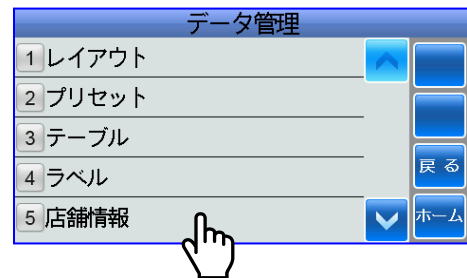 データ管理
1 レイアウト
2 プリセット
3 テーブル
4 ラベル
5 店舗情報
戻る
ホーム